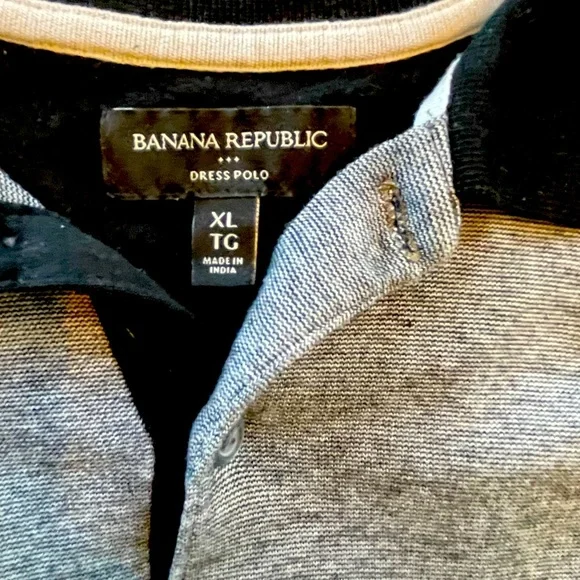 BANANA REPUBLIC
DRESS POLO
XL
TG
MADE IN
INDIA